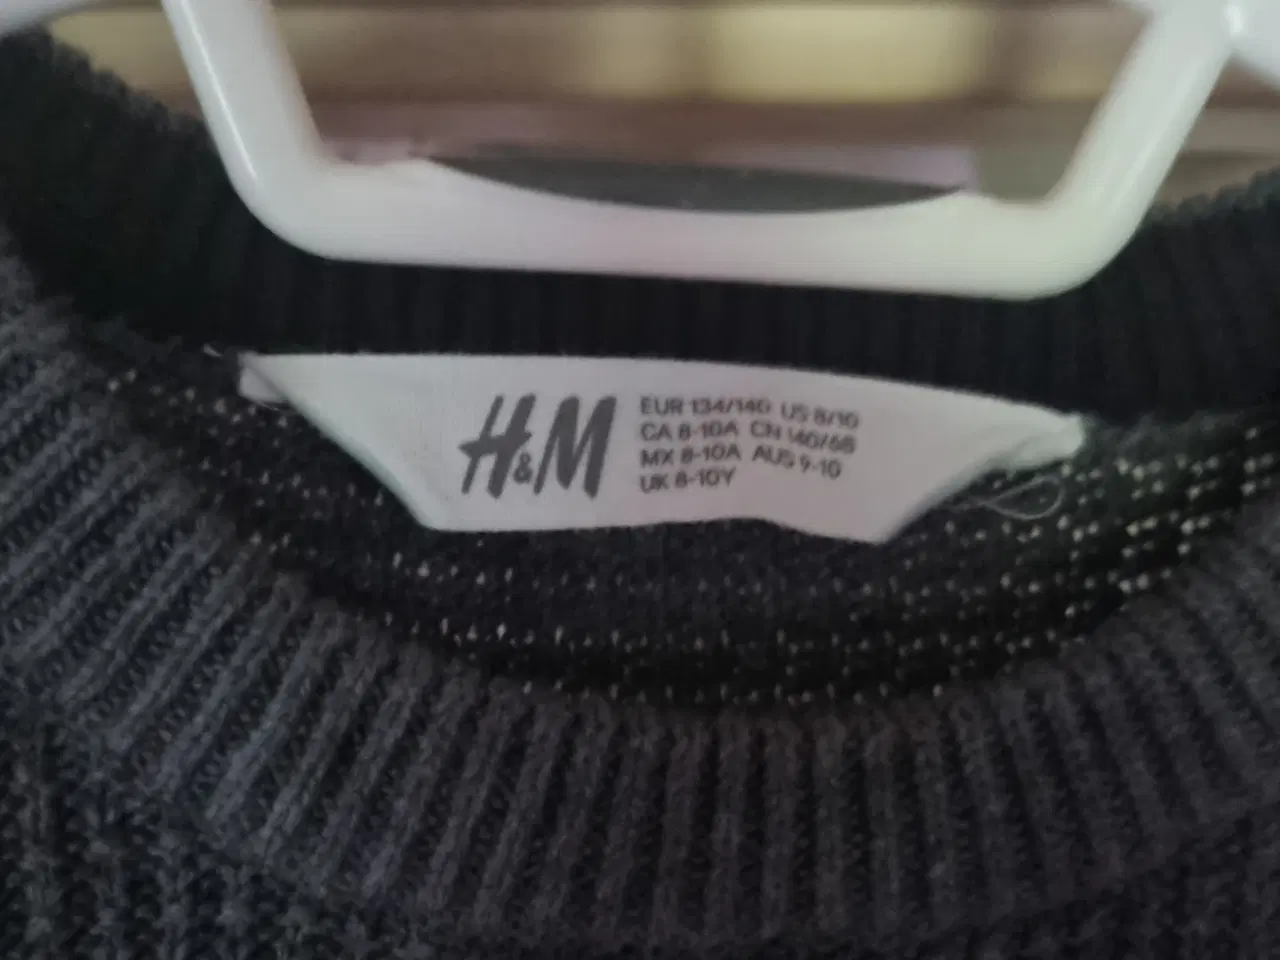 H&M
EUR 134/140 US 8/10
CA 8-10A CN 140/68
MX 8-10A AUS 9-10
UK 8-10Y